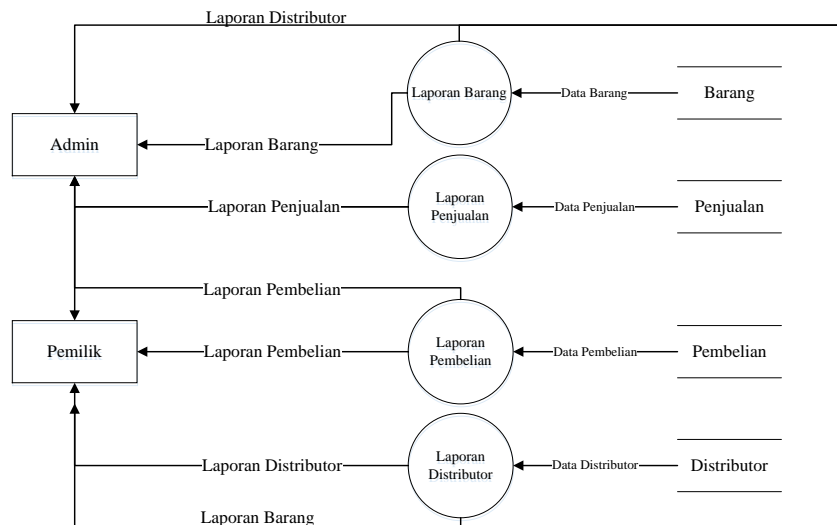 Laporan Distributor
Laporan Barang
Data Barang
Barang
Admin
Laporan Barang
Laporan
Penjualan
Laporan Penjualan
Data Penjualan
Penjualan
Laporan Pembelian
Pemilik
Laporan Pembelian
Laporan
Pembelian
Data Pembelian
Pembelian
Laporan Distributor
Laporan
Distributor
Data Distributor
Distributor
Laporan Barang